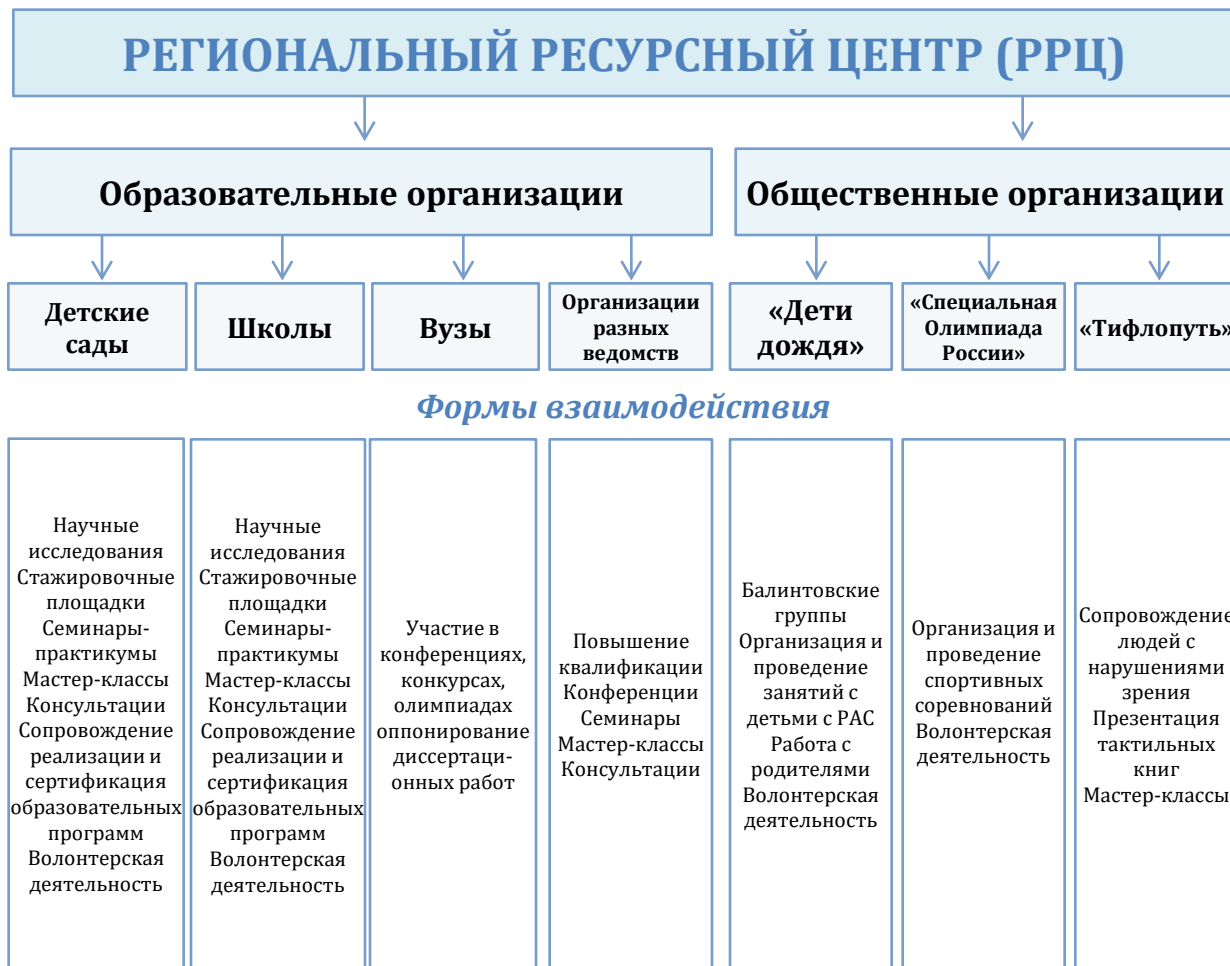 РЕГИОНАЛЬНЫЙ РЕСУРСНЫЙ ЦЕНТР (РРЦ)
Образовательные организации
Общественные организации
Детские
сады
Школы
Вузы
Организации
разных
ведомств
«Дети
дождя»
«Специальная
Олимпиада
России»
«Тифлопуть»
Формы взаимодействия
Научные
исследования
Стажировочные
площадки
Семинары-
практикумы
Мастер-классы
Консультации
Сопровождение
реализации и
сертификация
образовательных
программ
Волонтерская
деятельность
Научные
исследования
Стажировочные
площадки
Семинары-
практикумы
Мастер-классы
Консультации
Сопровождение
реализации и
сертификация
образовательных
программ
Волонтерская
деятельность
Участие в
конференциях,
конкурсах,
олимпиадах
оппонирование
диссертаци-
онных работ
Повышение
квалификации
Конференции
Семинары
Мастер-классы
Консультации
Балинтовские
группы
Организация и
проведение
занятий с
детьми с РАС
Работа с
родителями
Волонтерская
деятельность
Организация и
проведение
спортивных
соревнований
Волонтерская
деятельность
Сопровождение
людей с
нарушениями
зрения
Презентация
тактильных
книг
Мастер-классы